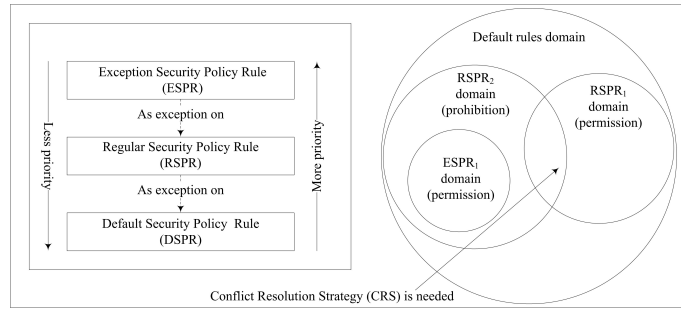 Exception Security Policy Rule
(ESPR)
As exception on
Regular Security Policy Rule
(RSPR)
As exception on
Default Security Policy Rule
(DSPR)
Less priority
More priority
Default rules domain
RSPR₂
domain
(prohibition)
RSPR₁
domain
(permission)
ESPR₁
domain
(permission)
Conflict Resolution Strategy (CRS) is needed